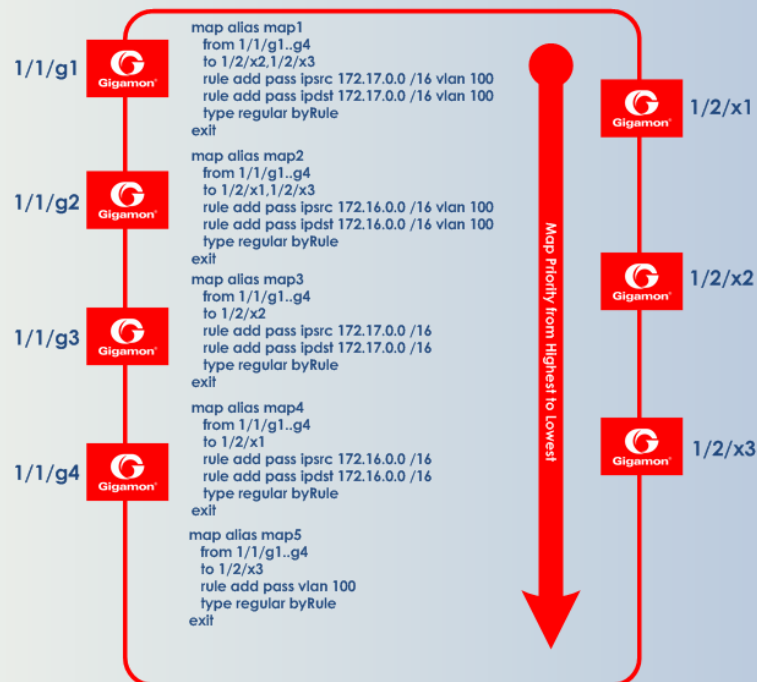 1/1/g1
Gigamon®
1/1/g2
Gigamon®
1/1/g3
Gigamon®
1/1/g4
Gigamon®
map alias map1
from 1/1/g1..g4
to 1/2/x2,1/2/x3
rule add pass ipsrc 172.17.0.0 /16 vlan 100
rule add pass ipdst 172.17.0.0 /16 vlan 100
type regular byRule
exit
map alias map2
from 1/1/g1..g4
to 1/2/x1,1/2/x3
rule add pass ipsrc 172.16.0.0 /16 vlan 100
rule add pass ipdst 172.16.0.0 /16 vlan 100
type regular byRule
exit
map alias map3
from 1/1/g1..g4
to 1/2/x2
rule add pass ipsrc 172.17.0.0 /16
rule add pass ipdst 172.17.0.0 /16
type regular byRule
exit
map alias map4
from 1/1/g1..g4
to 1/2/x1
rule add pass ipsrc 172.16.0.0 /16
rule add pass ipdst 172.16.0.0 /16
type regular byRule
exit
map alias map5
from 1/1/g1..g4
to 1/2/x3
rule add pass vlan 100
type regular byRule
exit
Map Priority from Highest to Lowest
Gigamon®
1/2/x1
Gigamon®
1/2/x2
Gigamon®
1/2/x3